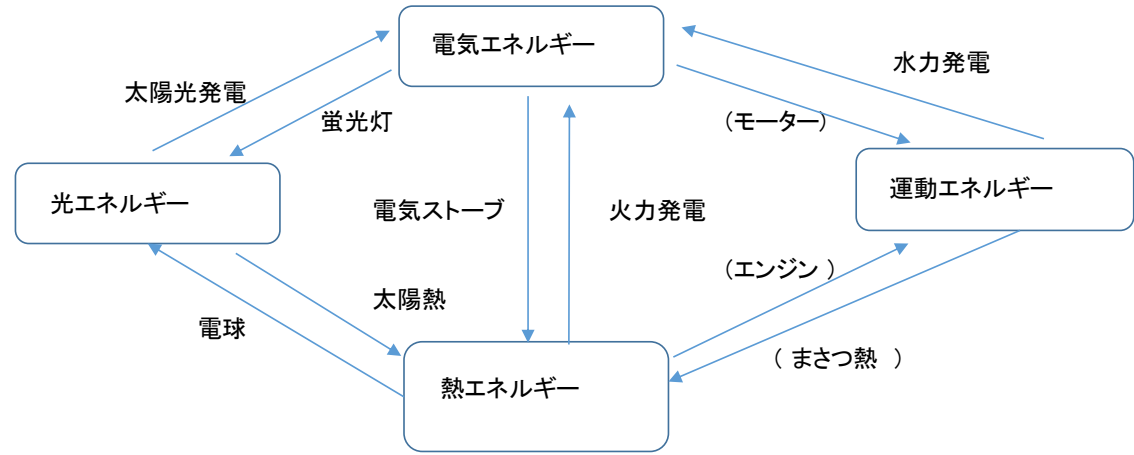 電気エネルギー
水力発電
太陽光発電
蛍光灯
（モーター）
光エネルギー
運動エネルギー
電気ストーブ
火力発電
（エンジン ）
太陽熱
電球
（ まさつ熱 ）
熱エネルギー